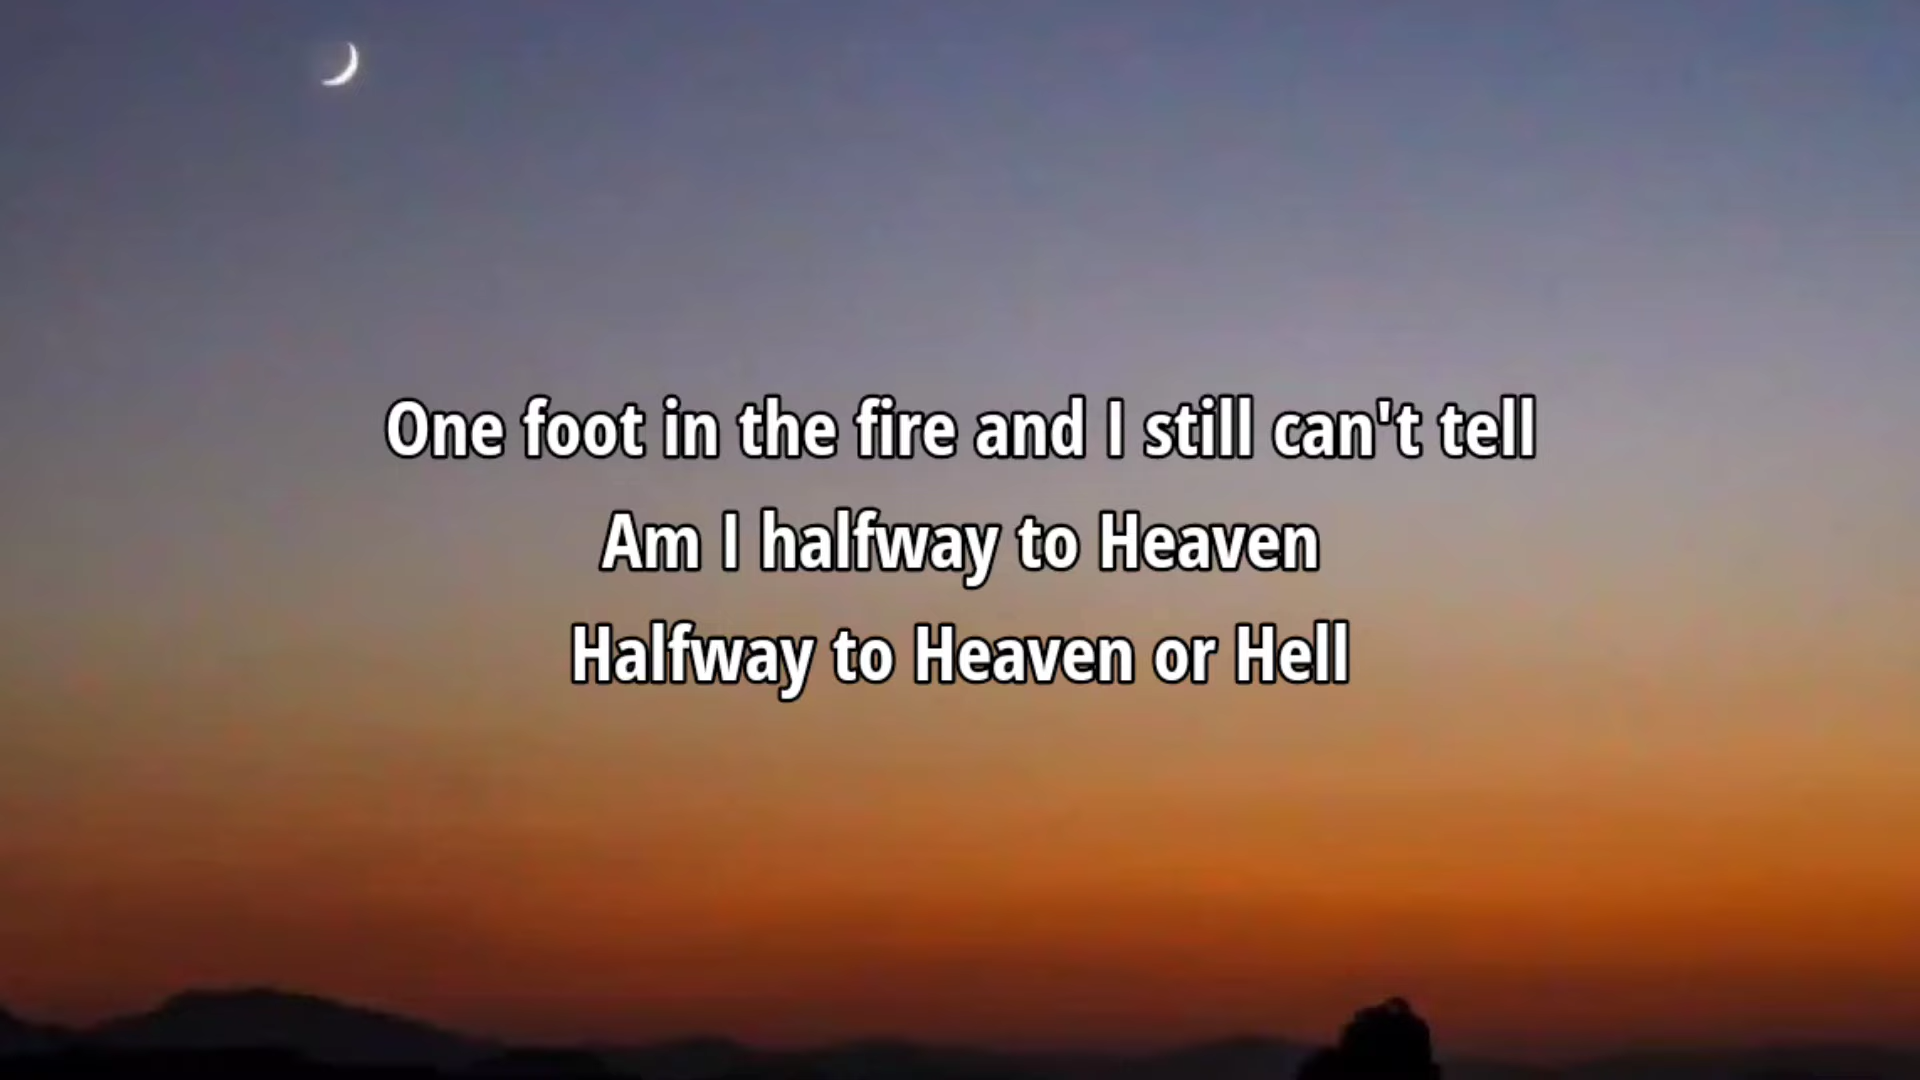 One foot in the fire and I still can't tell
Am I halfway to Heaven
Halfway to Heaven or Hell